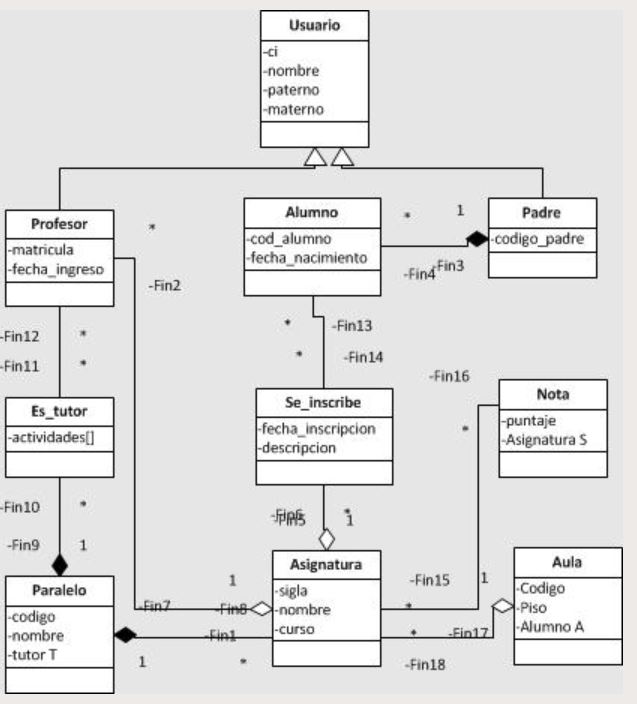 Usuario
-ci
-nombre
-paterno
-materno
Profesor
-matricula
-fecha_ingreso
*
-Fin2
Alumno
-cod_alumno
-fecha_nacimiento
*
1
-Fin4
-Fin3
Padre
-codigo_padre
-Fin12
*
-Fin11
*
*
-Fin13
*
-Fin14
-Fin16
*
Es_tutor
-actividades[]
Se_inscribe
-fecha_inscripcion
-descripcion
Nota
-puntaje
-Asignatura S
-Fin10
*
-Fin9
1
-Fin6
-Fin5
*
1
Paralelo
-codigo
-nombre
-tutor T
1
-Fin7
-Fin8
-Fin1
1
*
Asignatura
-sigla
-nombre
-curso
-Fin15
1
*
*
-Fin17
-Fin18
Aula
-Codigo
-Piso
-Alumno A